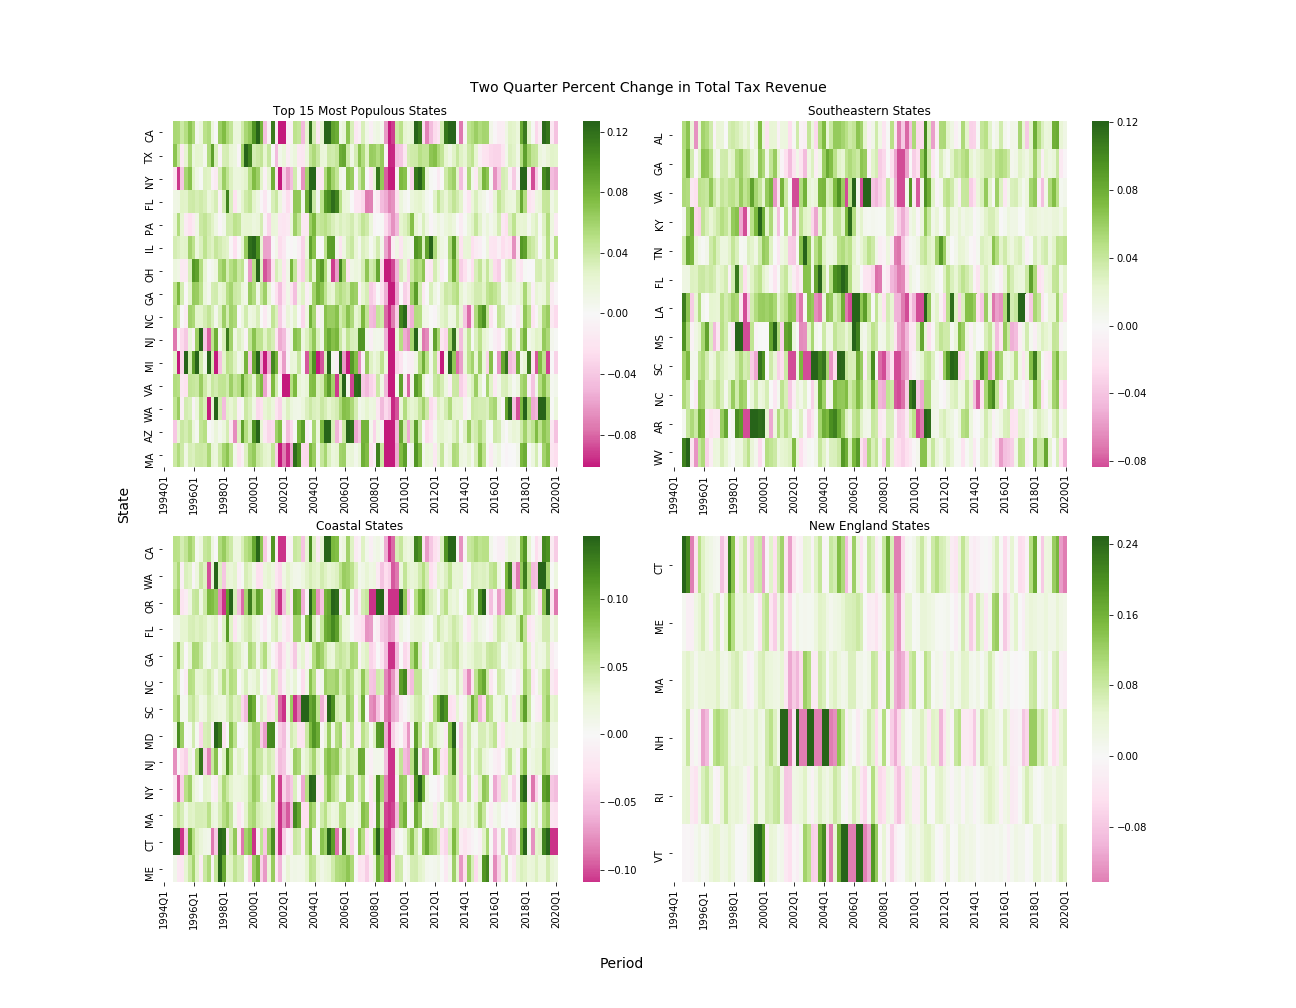 Two Quarter Percent Change in Total Tax Revenue
Top 15 Most Populous States
CA
TX
NY
FL
PA
IL
OH
GA
NC
NJ
MI
VA
WA
AZ
MA
1994Q1
1996Q1
1998Q1
2000Q1
2002Q1
2004Q1
2006Q1
2008Q1
2010Q1
2012Q1
2014Q1
2016Q1
2018Q1
2020Q1
0.12
0.08
0.04
0.00
−0.04
−0.08
Southeastern States
AL
GA
VA
KY
TN
FL
LA
MS
SC
NC
AR
WV
1994Q1
1996Q1
1998Q1
2000Q1
2002Q1
2004Q1
2006Q1
2008Q1
2010Q1
2012Q1
2014Q1
2016Q1
2018Q1
2020Q1
0.12
0.08
0.04
0.00
−0.04
−0.08
State
Coastal States
CA
WA
OR
FL
GA
NC
SC
MD
NJ
NY
MA
CT
ME
1994Q1
1996Q1
1998Q1
2000Q1
2002Q1
2004Q1
2006Q1
2008Q1
2010Q1
2012Q1
2014Q1
2016Q1
2018Q1
2020Q1
0.10
0.05
0.00
−0.05
−0.10
New England States
CT
ME
MA
NH
RI
VT
1994Q1
1996Q1
1998Q1
2000Q1
2002Q1
2004Q1
2006Q1
2008Q1
2010Q1
2012Q1
2014Q1
2016Q1
2018Q1
2020Q1
0.24
0.16
0.08
0.00
−0.08
Period